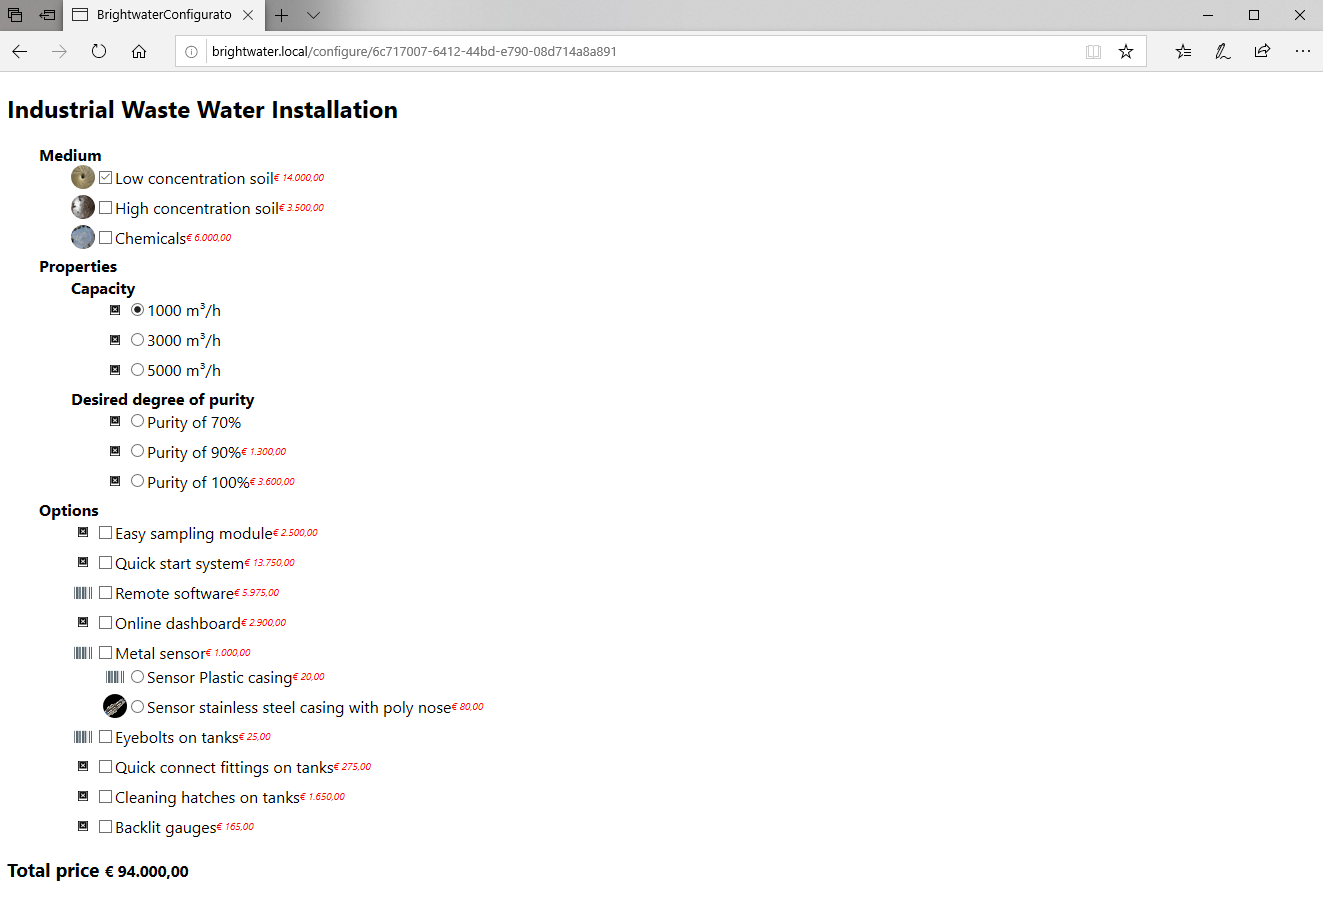 BrightwaterConfigurato
brightwater.local/configure/6c717007-6412-44bd-e790-08d714a8a891
Industrial Waste Water Installation
Medium
Low concentration soil€ 14.000,00
High concentration soil€ 3.500,00
Chemicals€ 6.000,00
Properties
Capacity
1000 m³/h
3000 m³/h
5000 m³/h
Desired degree of purity
Purity of 70%
Purity of 90%€ 1.300,00
Purity of 100%€ 3.600,00
Options
Easy sampling module€ 2.500,00
Quick start system€ 13.750,00
Remote software€ 5.975,00
Online dashboard€ 2.900,00
Metal sensor€ 1.000,00
Sensor Plastic casing€ 20,00
Sensor stainless steel casing with poly nose€ 80,00
Eyebolts on tanks€ 25,00
Quick connect fittings on tanks€ 275,00
Cleaning hatches on tanks€ 1.650,00
Backlit gauges€ 165,00
Total price € 94.000,00